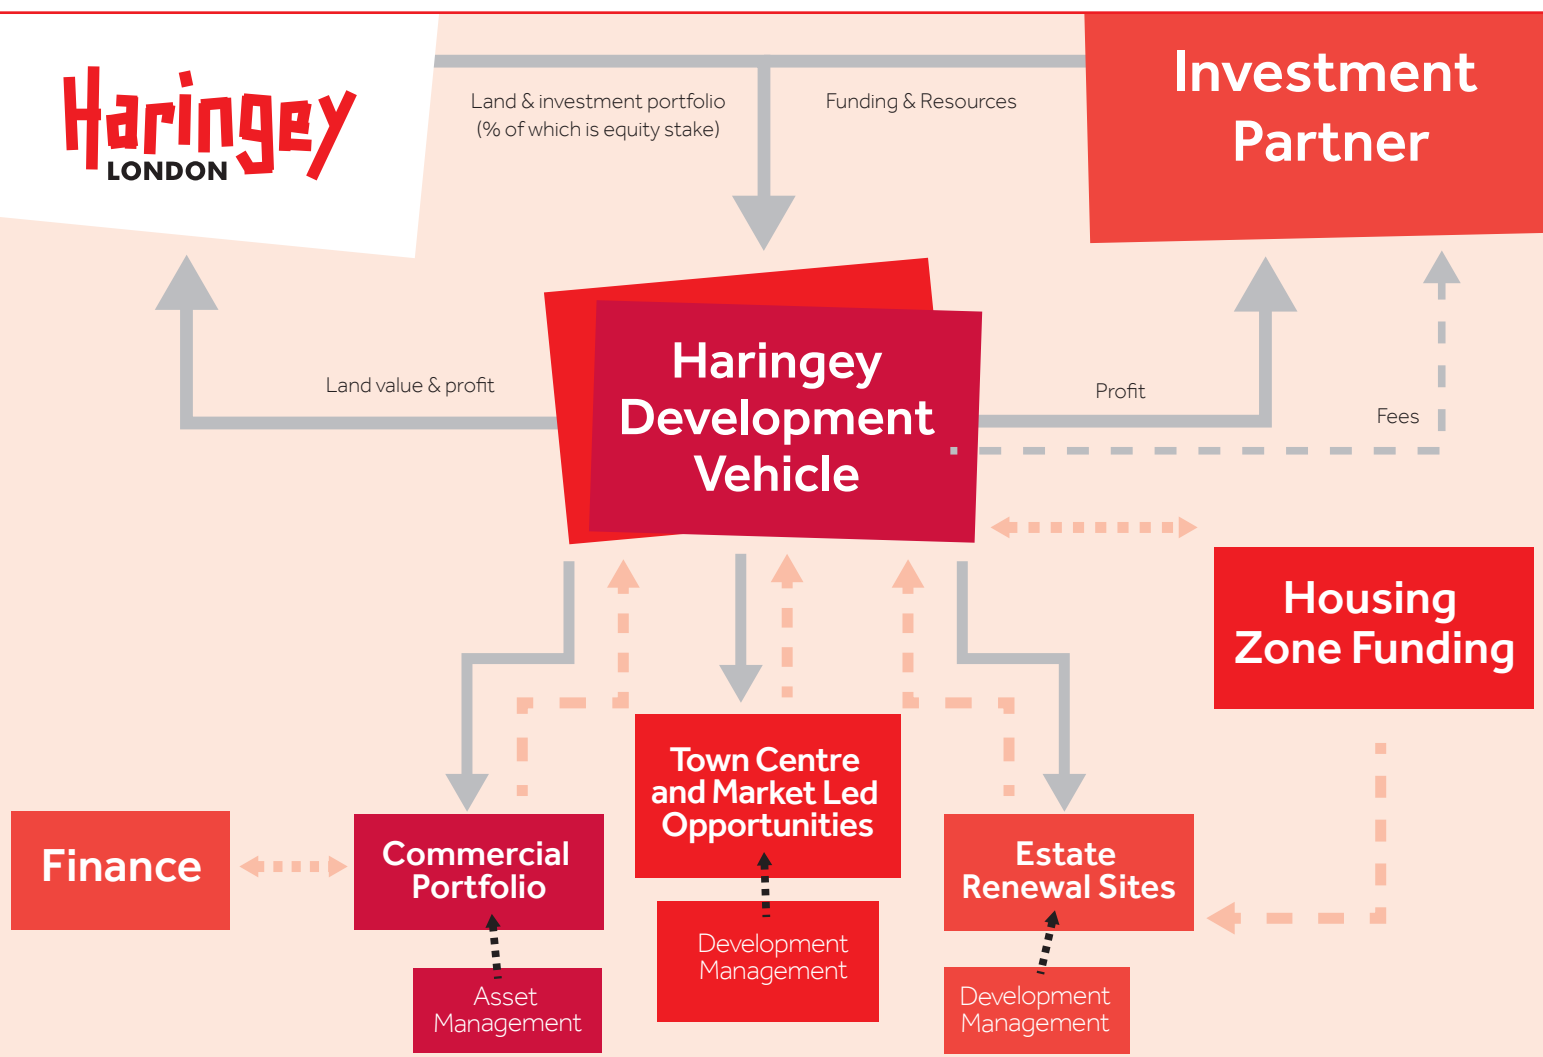 Haringey
LONDON
Land & investment portfolio
(% of which is equity stake)
Funding & Resources
Investment
Partner
Land value & profit
Haringey
Development
Vehicle
Profit
Fees
Housing
Zone Funding
Town Centre
and Market Led
Opportunities
Finance
Commercial
Portfolio
Estate
Renewal Sites
Development
Management
Asset
Management
Development
Management